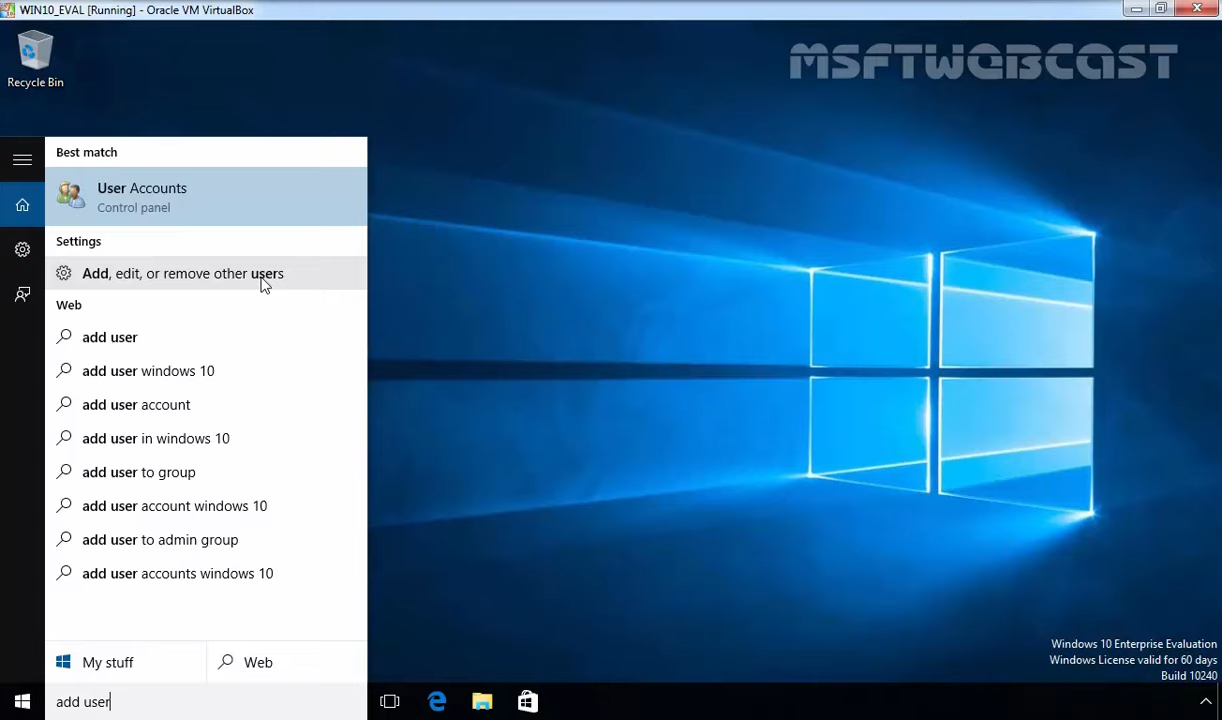 WIN10_EVAL [Running] - Oracle VM VirtualBox
MSFTWEBCAST
Recycle Bin
Best match
User Accounts
Control panel
Settings
Add, edit, or remove other users
Web
add user
add user windows 10
add user account
add user in windows 10
add user to group
add user account windows 10
add user to admin group
add user accounts windows 10
My stuff
Web
add user
Windows 10 Enterprise Evaluation
Windows License valid for 60 days
Build 10240